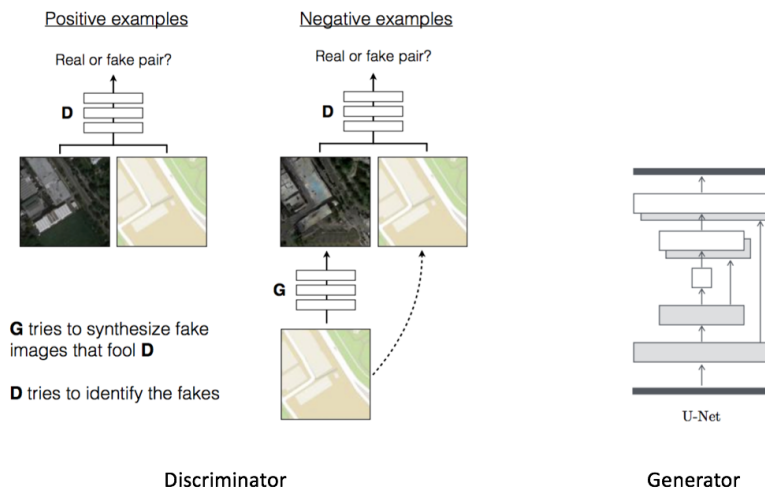 Positive examples
Negative examples
Real or fake pair?
Real or fake pair?
D
D
G
G tries to synthesize fake
images that fool D
D tries to identify the fakes
U-Net
Discriminator
Generator